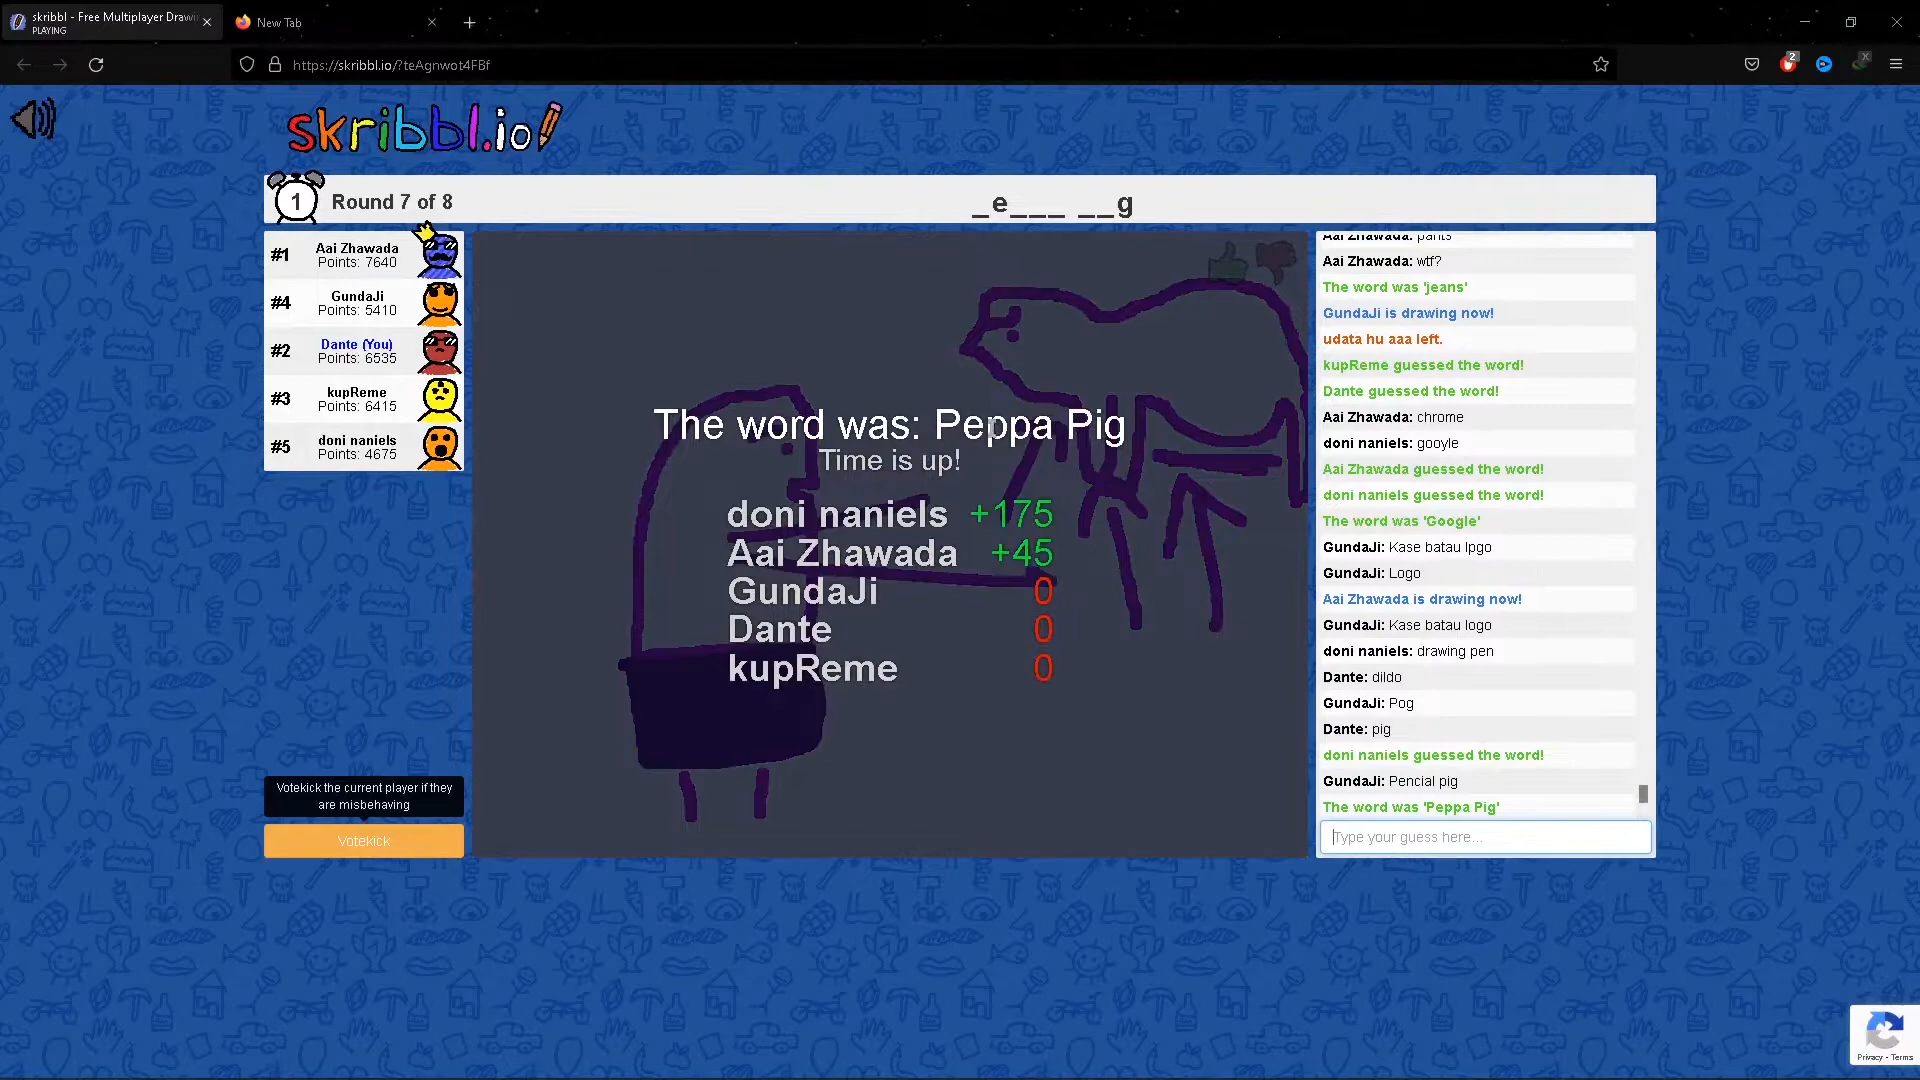 skribbl - Free Multiplayer Drawi
PLAYING
New Tab
https://skribbl.io/?teAgnwot4FBf
2
X
skribbl.io
1
Round 7 of 8
_e___ __g
#1
Aai Zhawada
Points: 7640
#4
GundaJi
Points: 5410
#2
Dante (You)
Points: 6535
#3
kupReme
Points: 6415
#5
doni naniels
Points: 4675
Votekick the current player if they
are misbehaving
Votekick
The word was: Peppa Pig
Time is up!
doni naniels +175
Aai Zhawada +45
GundaJi 0
Dante 0
kupReme 0
Aai Zhawada: pants
Aai Zhawada: wtf?
The word was 'jeans'
GundaJi is drawing now!
udata hu aaa left.
kupReme guessed the word!
Dante guessed the word!
Aai Zhawada: chrome
doni naniels: gooyle
Aai Zhawada guessed the word!
doni naniels guessed the word!
The word was 'Google'
GundaJi: Kase batau lpgo
GundaJi: Logo
Aai Zhawada is drawing now!
GundaJi: Kase batau logo
doni naniels: drawing pen
Dante: dildo
GundaJi: Pog
Dante: pig
doni naniels guessed the word!
GundaJi: Pencial pig
The word was 'Peppa Pig'
Type your guess here...
Privacy - Terms